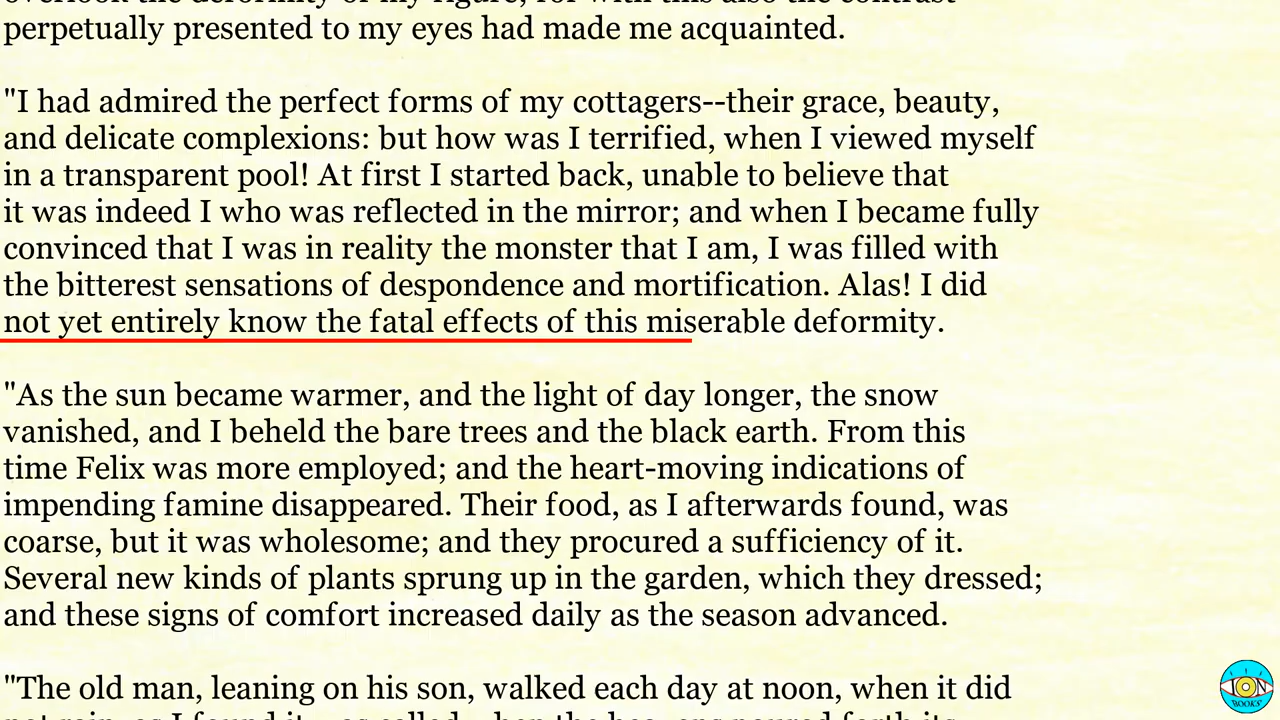 perpetually presented to my eyes had made me acquainted.
"I had admired the perfect forms of my cottagers--their grace, beauty,
and delicate complexions: but how was I terrified, when I viewed myself
in a transparent pool! At first I started back, unable to believe that
it was indeed I who was reflected in the mirror; and when I became fully
convinced that I was in reality the monster that I am, I was filled with
the bitterest sensations of despondence and mortification. Alas! I did
not yet entirely know the fatal effects of this miserable deformity.
"As the sun became warmer, and the light of day longer, the snow
vanished, and I beheld the bare trees and the black earth. From this
time Felix was more employed; and the heart-moving indications of
impending famine disappeared. Their food, as I afterwards found, was
coarse, but it was wholesome; and they procured a sufficiency of it.
Several new kinds of plants sprung up in the garden, which they dressed;
and these signs of comfort increased daily as the season advanced.
"The old man, leaning on his son, walked each day at noon, when it did
ION
BOOKS